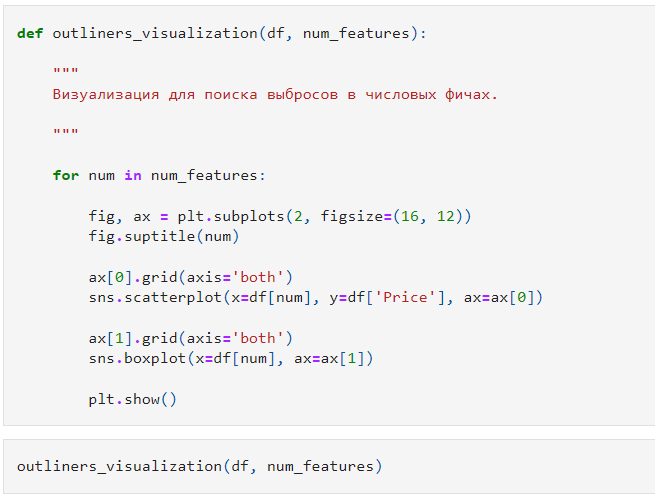 def outliners_visualization(df, num_features):
    """
    Визуализация для поиска выбросов в числовых фичах.
    """
    for num in num_features:
        fig, ax = plt.subplots(2, figsize=(16, 12))
        fig.suptitle(num)
        ax[0].grid(axis='both')
        sns.scatterplot(x=df[num], y=df['Price'], ax=ax[0])
        ax[1].grid(axis='both')
        sns.boxplot(x=df[num], ax=ax[1])
        plt.show()
outliners_visualization(df, num_features)